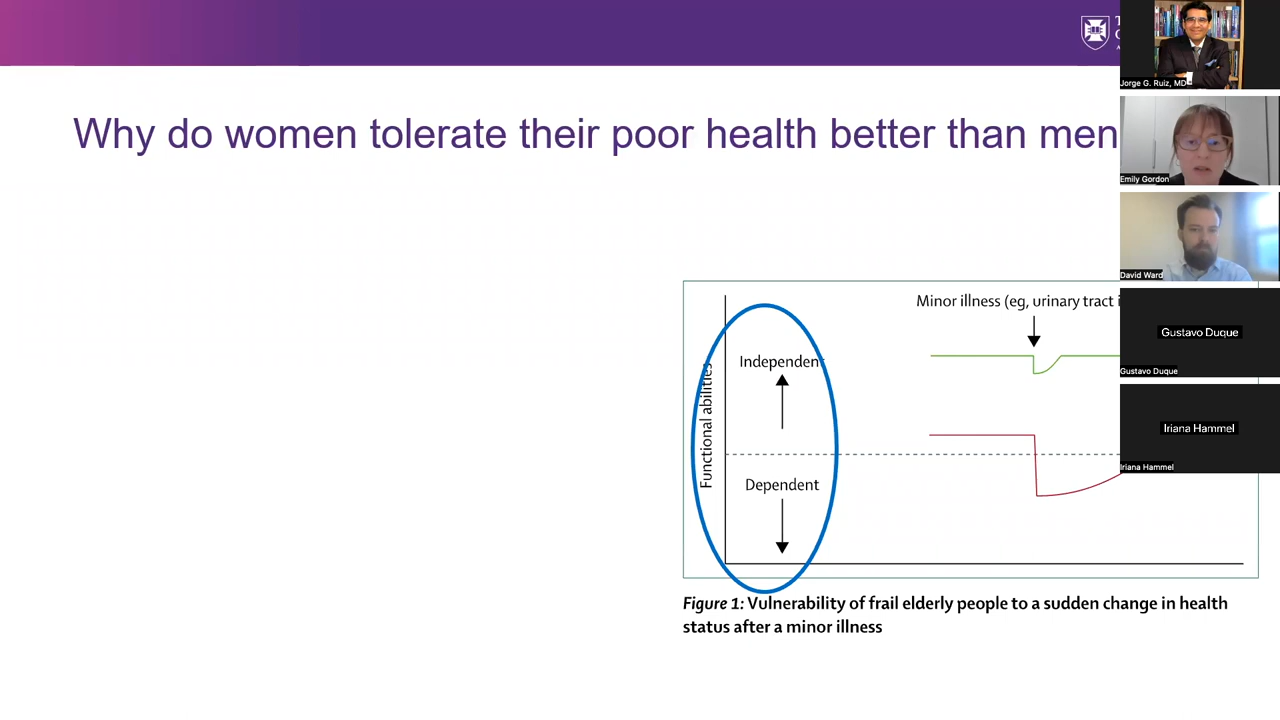 Why do women tolerate their poor health better than men
Jorge G. Ruiz, MD
Emily Gordon
David Ward
Gustavo Duque
Gustavo Duque
Iriana Hammel
Iriana Hammel
Minor illness (eg, urinary tract
Functional abilities
Independent
Dependent
Figure 1: Vulnerability of frail elderly people to a sudden change in health
status after a minor illness